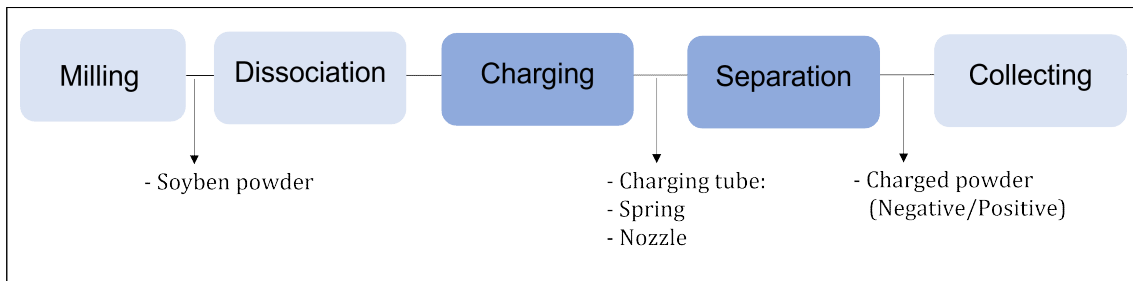 Milling
Dissociation
Charging
Separation
Collecting
- Soyben powder
- Charging tube:
- Spring
- Nozzle
- Charged powder
(Negative/Positive)